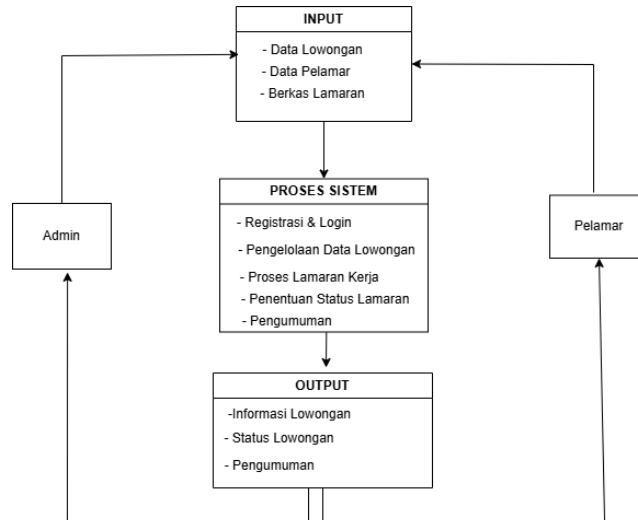 INPUT
- Data Lowongan
- Data Pelamar
- Berkas Lamaran
PROSES SISTEM
- Registrasi & Login
- Pengelolaan Data Lowongan
- Proses Lamaran Kerja
- Penentuan Status Lamaran
- Pengumuman
Admin
Pelamar
OUTPUT
-Informasi Lowongan
- Status Lowongan
- Pengumuman